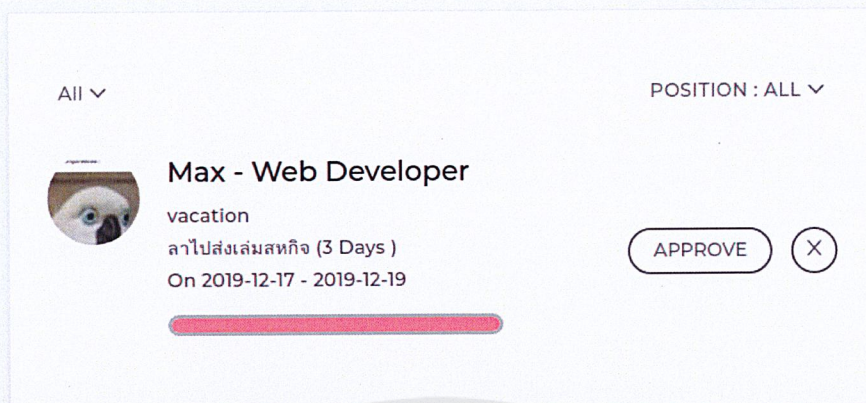 All
POSITION : ALL
Max - Web Developer
vacation
ลาไปส่งเล่มสหกิจ (3 Days )
On 2019-12-17 - 2019-12-19
APPROVE
X